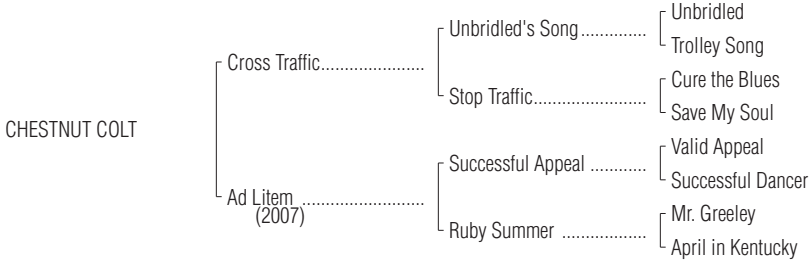 Unbridled
Unbridled's Song..............
Trolley Song
Cross Traffic......................
Cure the Blues
Stop Traffic........................
Save My Soul
CHESTNUT COLT
Valid Appeal
Successful Appeal ............
Successful Dancer
Ad Litem ..........................
(2007)
Mr. Greeley
Ruby Summer ..................
April in Kentucky